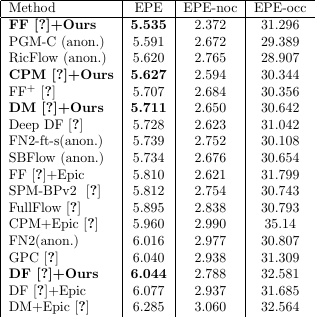 Method EPE EPE-noc EPE-occ
FF [?]+Ours 5.535 2.372 31.296
PGM-C (anon.) 5.591 2.672 29.389
RicFlow (anon.) 5.620 2.765 28.907
CPM [?]+Ours 5.627 2.594 30.344
FF+ [?] 5.707 2.684 30.356
DM [?]+Ours 5.711 2.650 30.642
Deep DF [?] 5.728 2.623 31.042
FN2-ft-s(anon.) 5.739 2.752 30.108
SBFlow (anon.) 5.734 2.676 30.654
FF [?]+Epic 5.810 2.621 31.799
SPM-BPv2 [?] 5.812 2.754 30.743
FullFlow [?] 5.895 2.838 30.793
CPM+Epic [?] 5.960 2.990 35.14
FN2(anon.) 6.016 2.977 30.807
GPC [?] 6.040 2.938 31.309
DF [?]+Ours 6.044 2.788 32.581
DF [?]+Epic 6.077 2.937 31.685
DM+Epic [?] 6.285 3.060 32.564